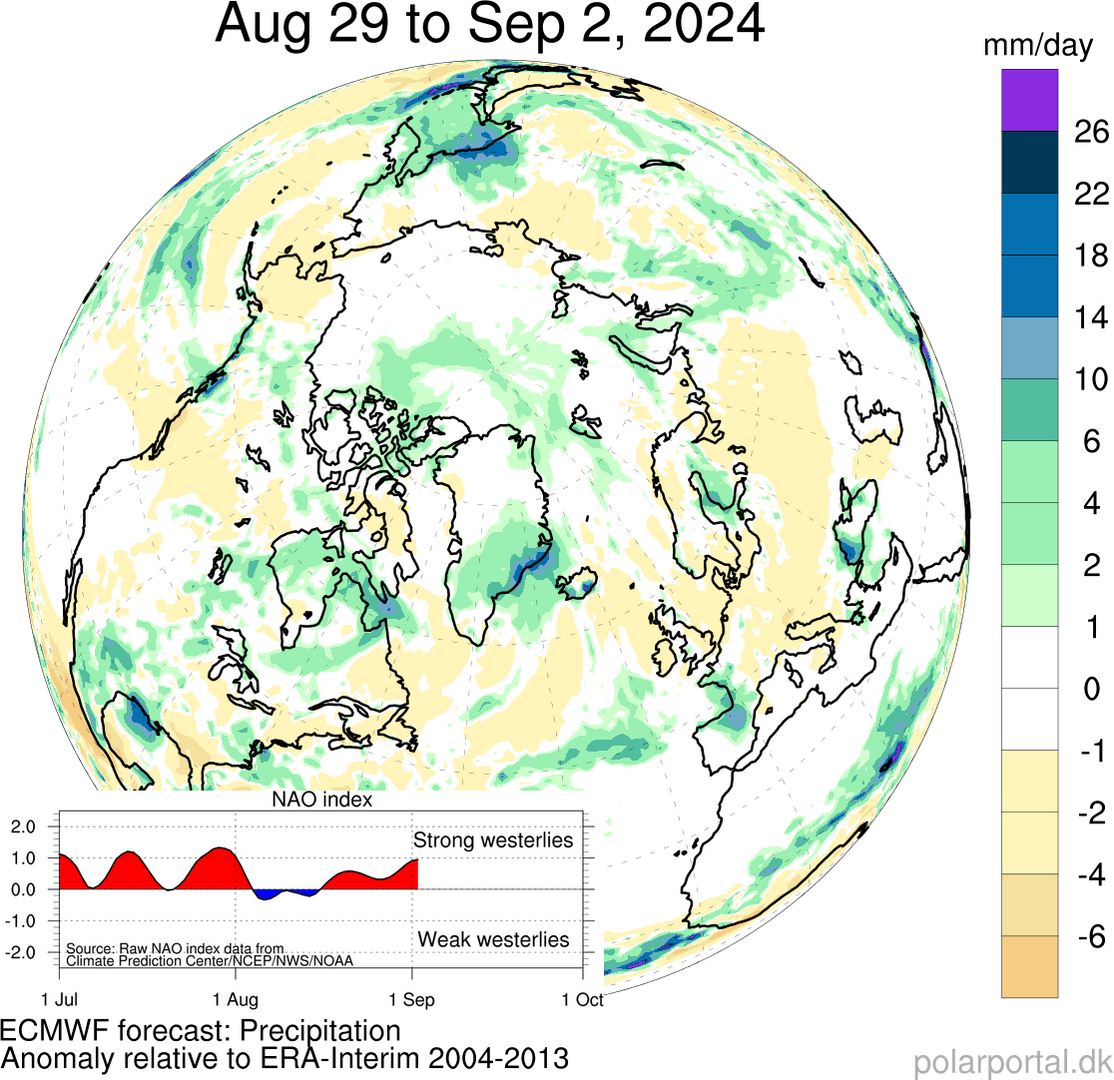 Aug 29 to Sep 2, 2024
mm/day
26
22
18
14
10
6
4
2
1
0
-1
-2
-4
-6
NAO index
2.0
1.0
0.0
-1.0
-2.0
Strong westerlies
Weak westerlies
Source: Raw NAO index data from
Climate Prediction Center/NCEP/NWS/NOAA
1 Jul
1 Aug
1 Sep
1 Oct
ECMWF forecast: Precipitation
Anomaly relative to ERA-Interim 2004-2013
polarportal.dk